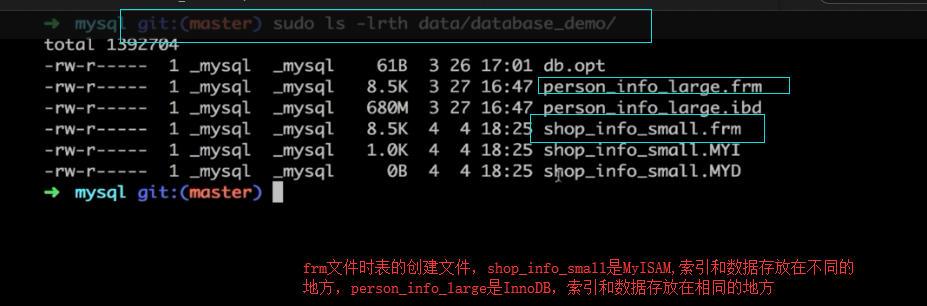 ➜ mysql git:(master) sudo ls -lrth data/database_demo/
total 1392704
-rw-r----- 1 _mysql _mysql 61B 3 26 17:01 db.opt
-rw-r----- 1 _mysql _mysql 8.5K 3 27 16:47 person_info_large.frm
-rw-r----- 1 _mysql _mysql 680M 3 27 16:47 person_info_large.ibd
-rw-r----- 1 _mysql _mysql 8.5K 4 4 18:25 shop_info_small.frm
-rw-r----- 1 _mysql _mysql 1.0K 4 4 18:25 shop_info_small.MYI
-rw-r----- 1 _mysql _mysql 0B 4 4 18:25 shop_info_small.MYD
➜ mysql git:(master)
frm文件时表的创建文件，shop_info_small是MyISAM,索引和数据存放在不同的
地方，person_info_large是InnoDB，索引和数据存放在相同的地方